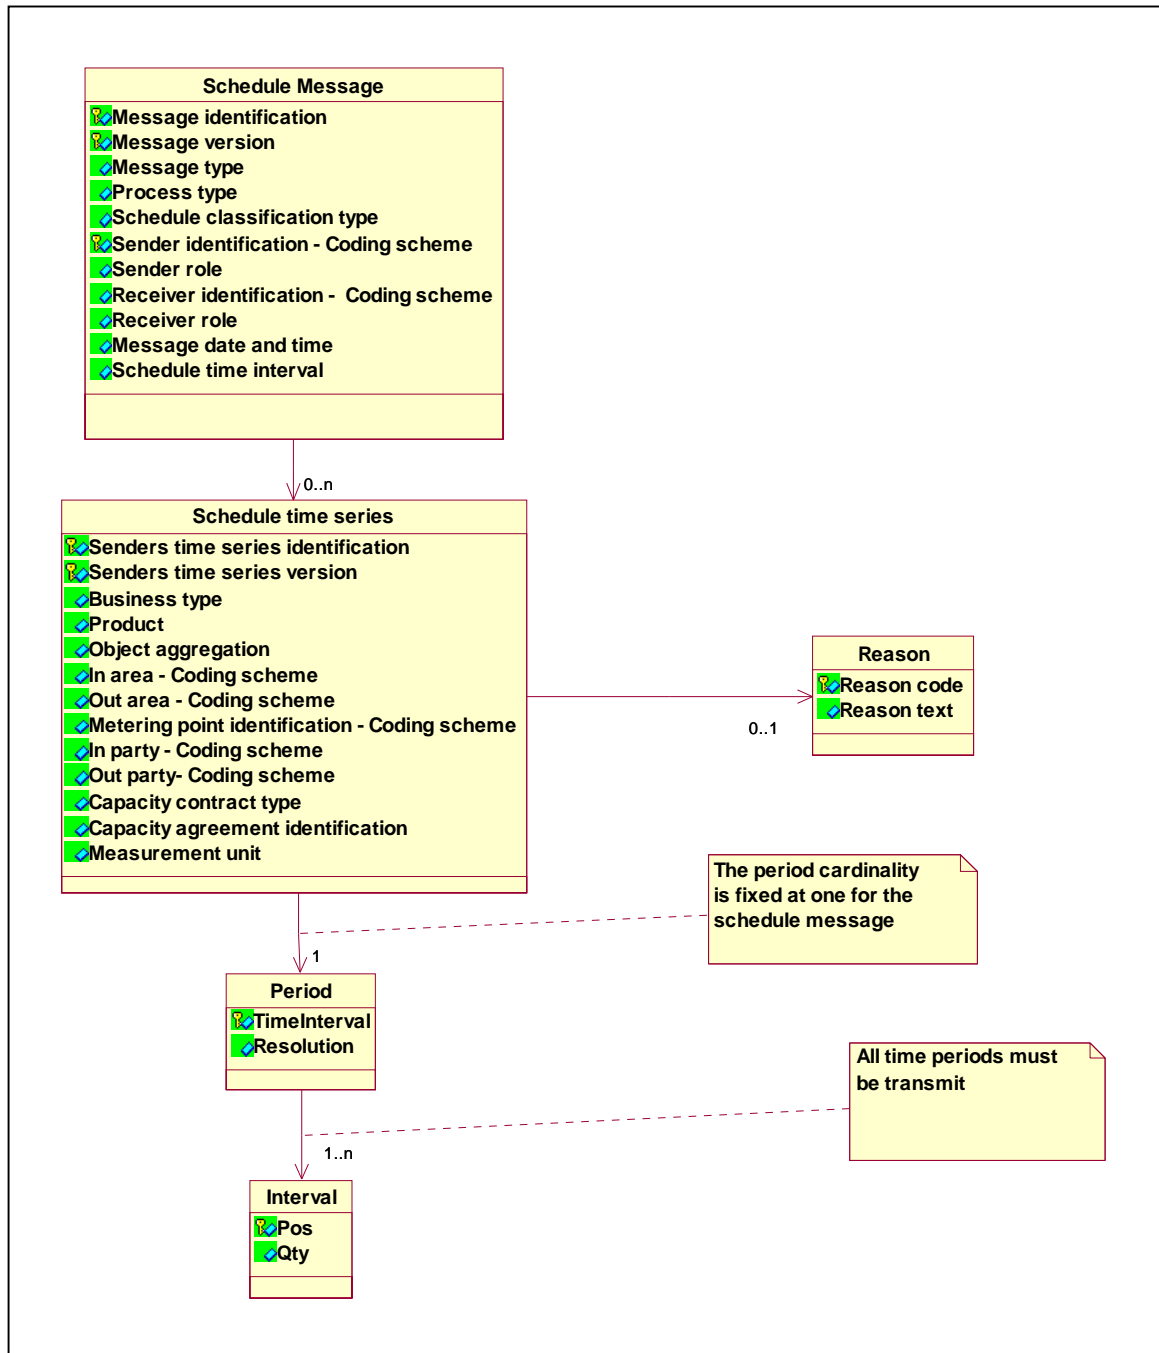 Schedule Message
Message identification
Message version
Message type
Process type
Schedule classification type
Sender identification - Coding scheme
Sender role
Receiver identification -  Coding scheme
Receiver role
Message date and time
Schedule time interval
0..n
Schedule time series
Senders time series identification
Senders time series version
Business type
Product
Object aggregation
In area - Coding scheme
Out area - Coding scheme
Metering point identification - Coding scheme
In party - Coding scheme
Out party- Coding scheme
Capacity contract type
Capacity agreement identification
Measurement unit
Reason
Reason code
Reason text
0..1
The period cardinality
is fixed at one for the
schedule message
1
Period
TimeInterval
Resolution
All time periods must
be transmit
1..n
Interval
Pos
Qty